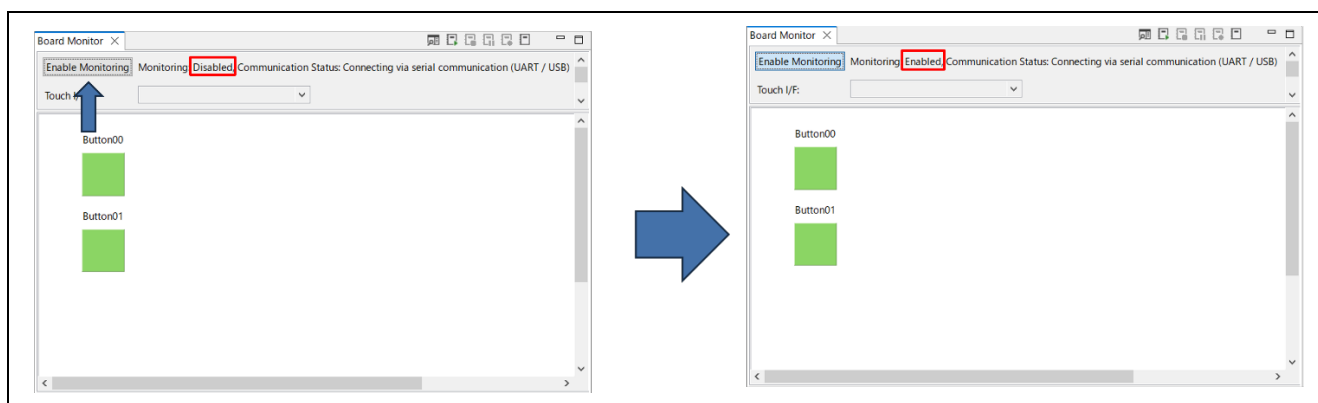 Board Monitor
Enable Monitoring Monitoring Disabled, Communication Status: Connecting via serial communication (UART / USB)
Touch
Button00
Button01
Board Monitor
Enable Monitoring Monitoring Enabled, Communication Status: Connecting via serial communication (UART / USB)
Touch I/F:
Button00
Button01